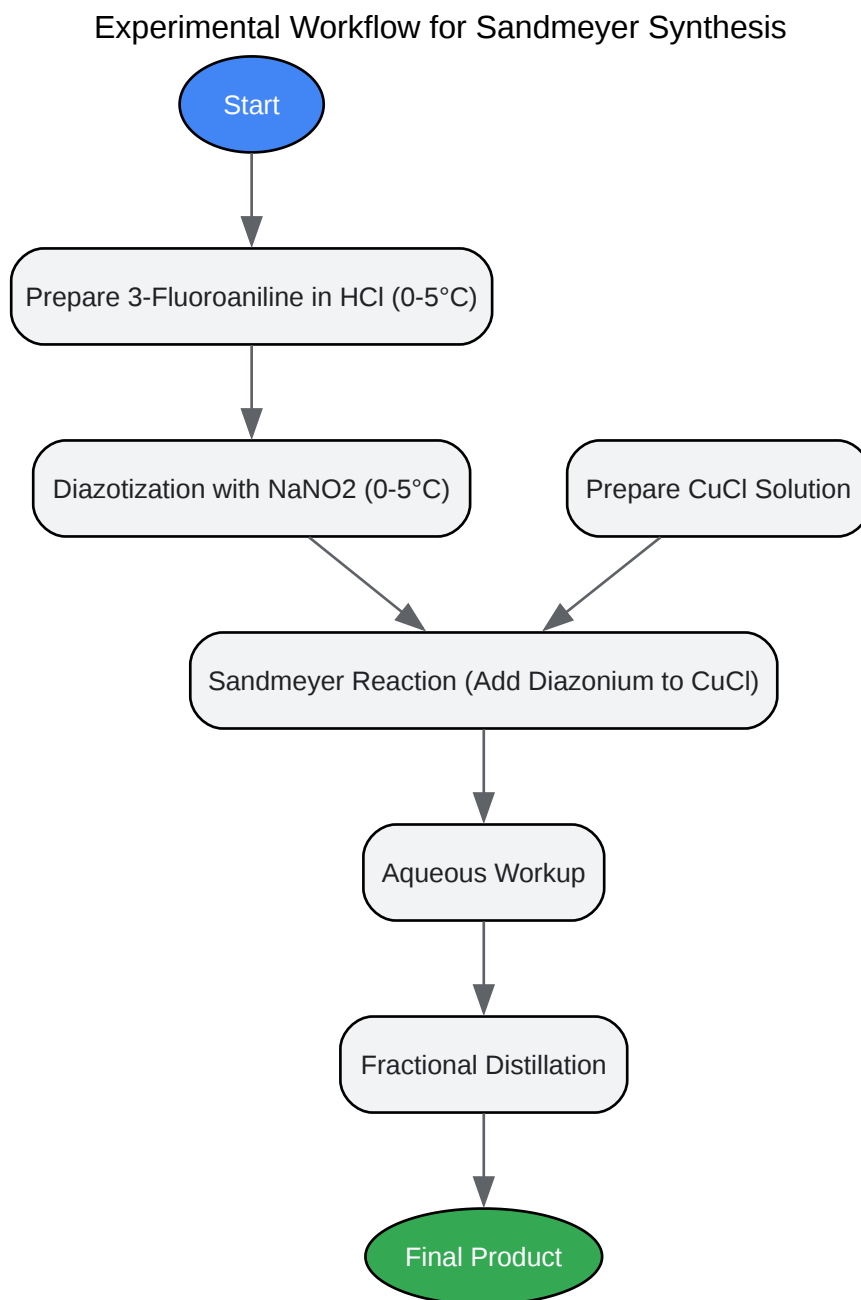 Experimental Workflow for Sandmeyer Synthesis
Start
Prepare 3-Fluoroaniline in HCl (0-5°C)
Diazotization with NaNO2 (0-5°C)
Prepare CuCl Solution
Sandmeyer Reaction (Add Diazonium to CuCl)
Aqueous Workup
Fractional Distillation
Final Product